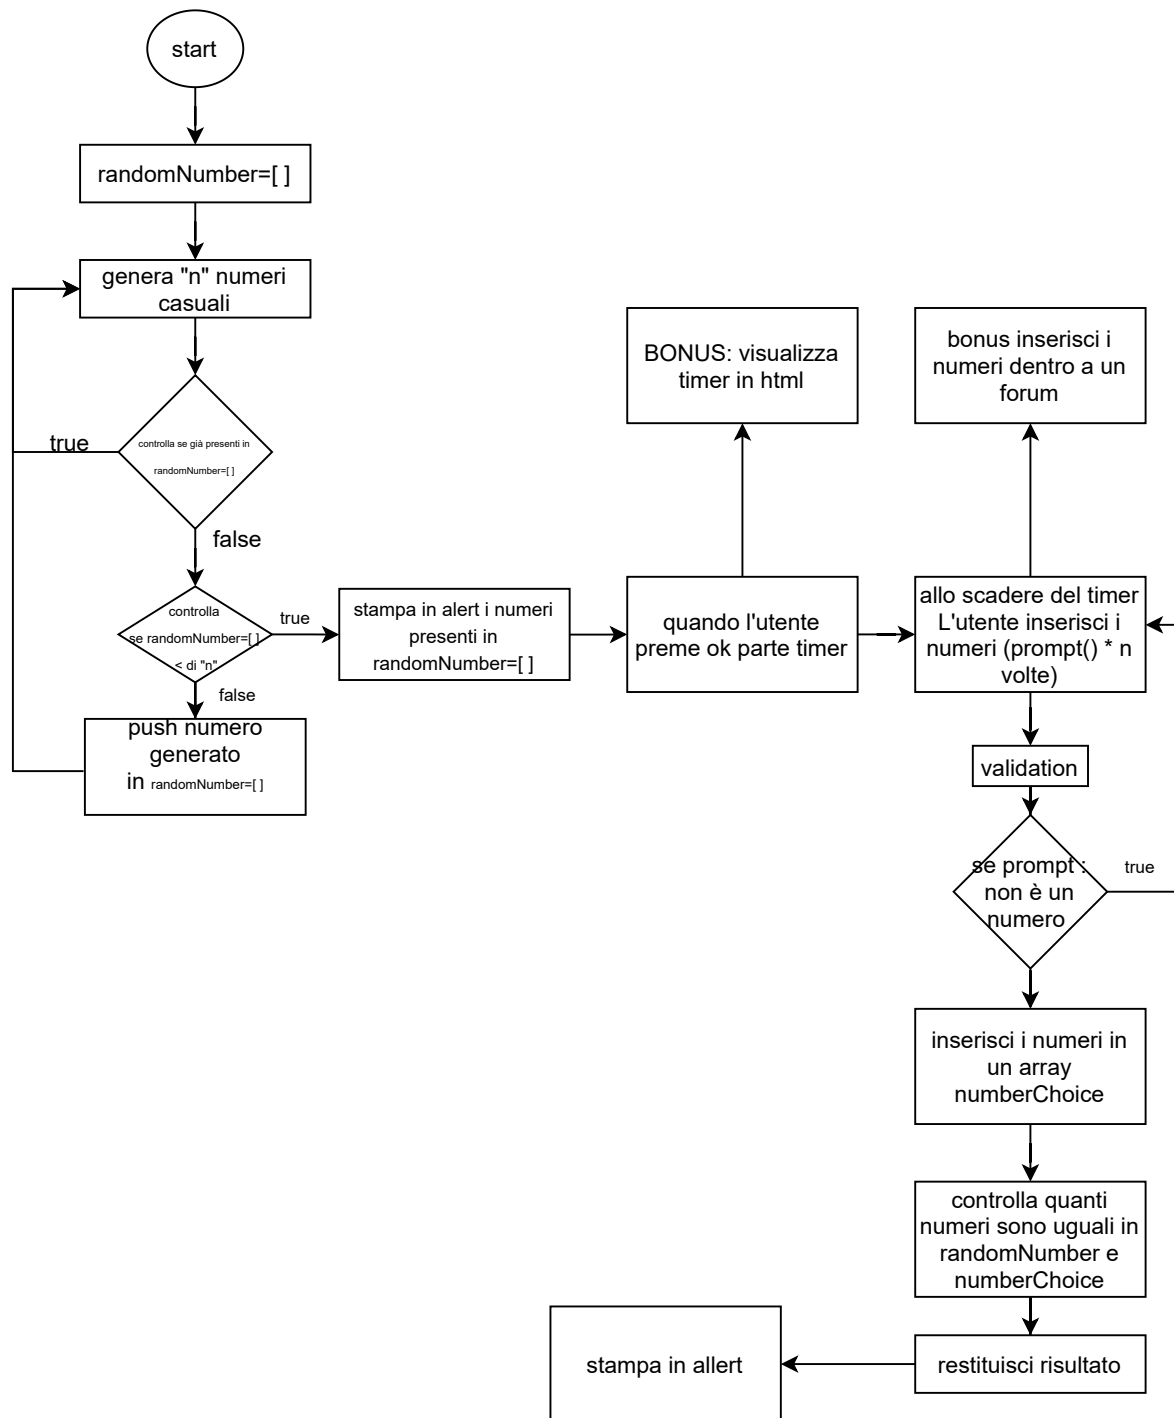 start
randomNumber=[ ]
genera "n" numeri
casuali
true
controlla se già presenti in
randomNumber=[ ]
false
controlla
se randomNumber=[ ]
< di "n"
true
false
push numero
generato
in randomNumber=[ ]
stampa in alert i numeri
presenti in
randomNumber=[ ]
BONUS: visualizza
timer in html
quando l'utente
preme ok parte timer
bonus inserisci i
numeri dentro a un
forum
allo scadere del timer
L'utente inserisci i
numeri (prompt() * n
volte)
validation
se prompt :
non è un
numero
true
inserisci i numeri in
un array
numberChoice
controlla quanti
numeri sono uguali in
randomNumber e
numberChoice
restituisci risultato
stampa in allert